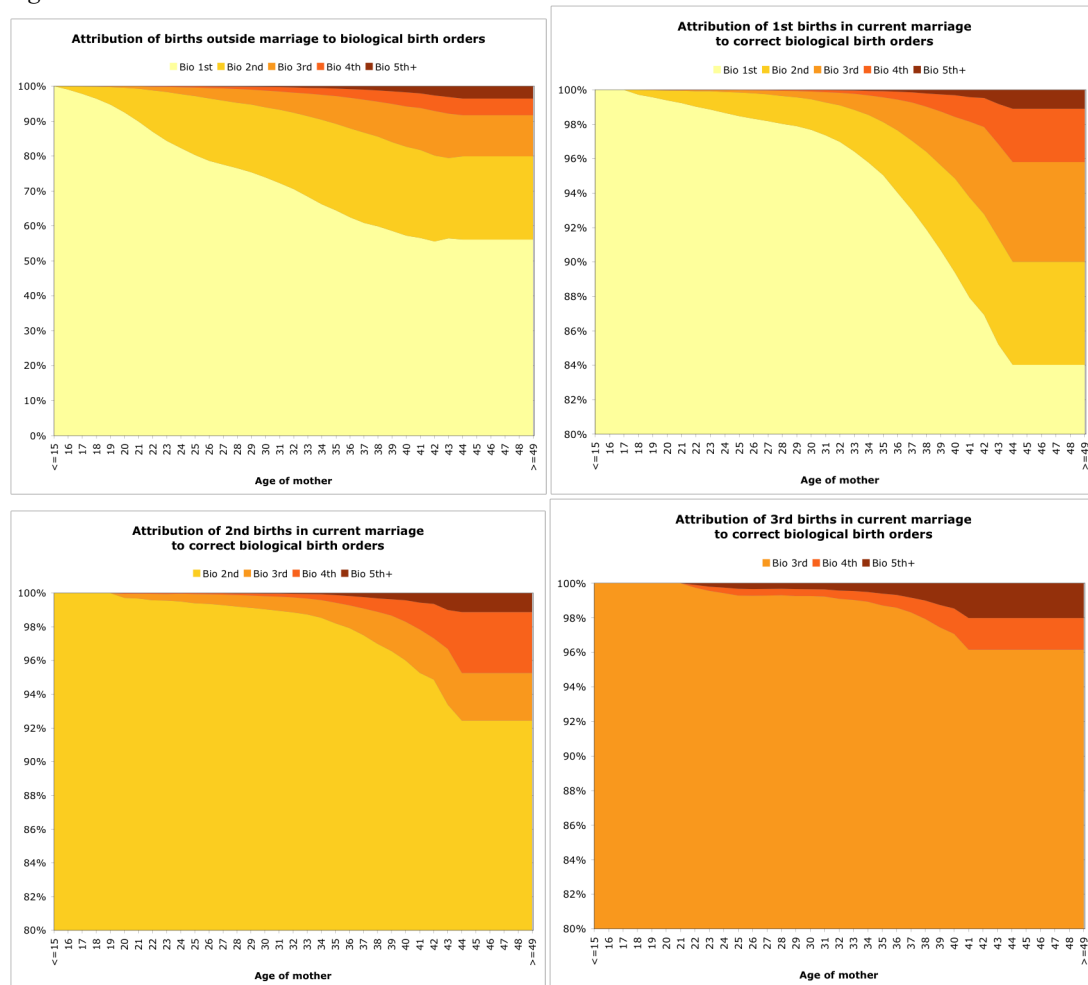 Attribution of births outside marriage to biological birth orders
Bio 1st Bio 2nd Bio 3rd Bio 4th Bio 5th+
100%
90%
80%
70%
60%
50%
40%
30%
20%
10%
0%
<=15 16 17 18 19 20 21 22 23 24 25 26 27 28 29 30 31 32 33 34 35 36 37 38 39 40 41 42 43 44 45 46 47 48 >=49
Age of mother
Attribution of 1st births in current marriage
to correct biological birth orders
Bio 1st Bio 2nd Bio 3rd Bio 4th Bio 5th+
100%
98%
96%
94%
92%
90%
88%
86%
84%
82%
80%
<=15 16 17 18 19 20 21 22 23 24 25 26 27 28 29 30 31 32 33 34 35 36 37 38 39 40 41 42 43 44 45 46 47 48 >=49
Age of mother
Attribution of 2nd births in current marriage
to correct biological birth orders
Bio 2nd Bio 3rd Bio 4th Bio 5th+
100%
98%
96%
94%
92%
90%
88%
86%
84%
82%
80%
<=15 16 17 18 19 20 21 22 23 24 25 26 27 28 29 30 31 32 33 34 35 36 37 38 39 40 41 42 43 44 45 46 47 48 >=49
Age of mother
Attribution of 3rd births in current marriage
to correct biological birth orders
Bio 3rd Bio 4th Bio 5th+
100%
98%
96%
94%
92%
90%
88%
86%
84%
82%
80%
<=15 16 17 18 19 20 21 22 23 24 25 26 27 28 29 30 31 32 33 34 35 36 37 38 39 40 41 42 43 44 45 46 47 48 >=49
Age of mother